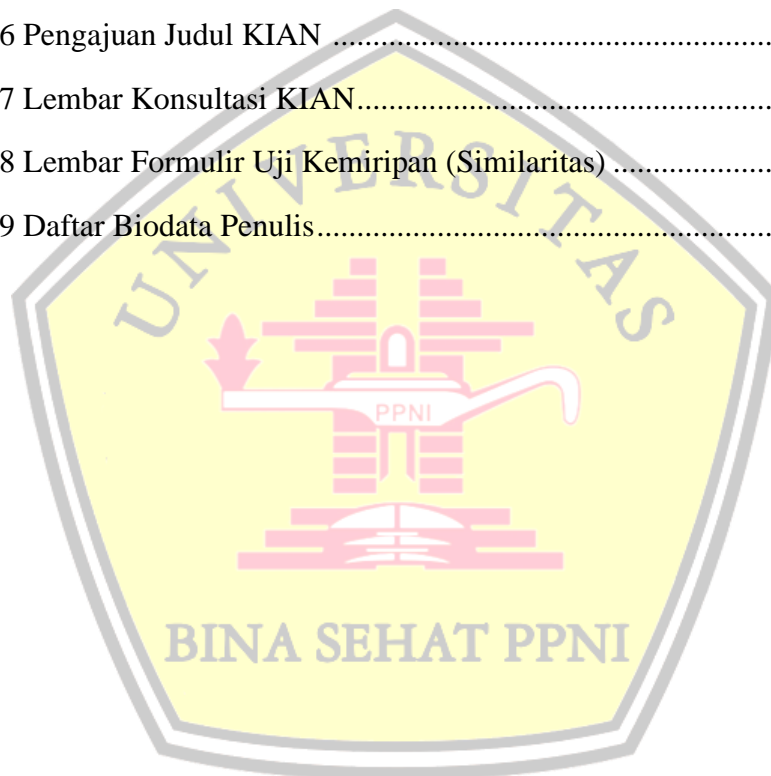 6 Pengajuan Judul KIAN ........................................................
7 Lembar Konsultasi KIAN.....................................................
8 Lembar Formulir Uji Kemiripan (Similaritas) ....................
9 Daftar Biodata Penulis..........................................................
UNIVERSITAS
PPNI
BINA SEHAT PPNI